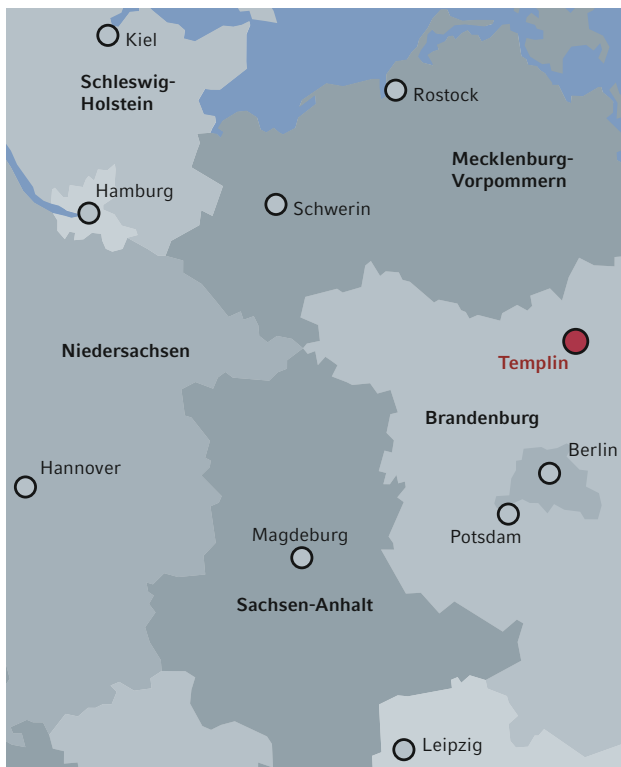 Kiel
Schleswig-
Holstein
Rostock
Mecklenburg-
Vorpommern
Hamburg
Schwerin
Niedersachsen
Templin
Brandenburg
Berlin
Hannover
Potsdam
Magdeburg
Sachsen-Anhalt
Leipzig